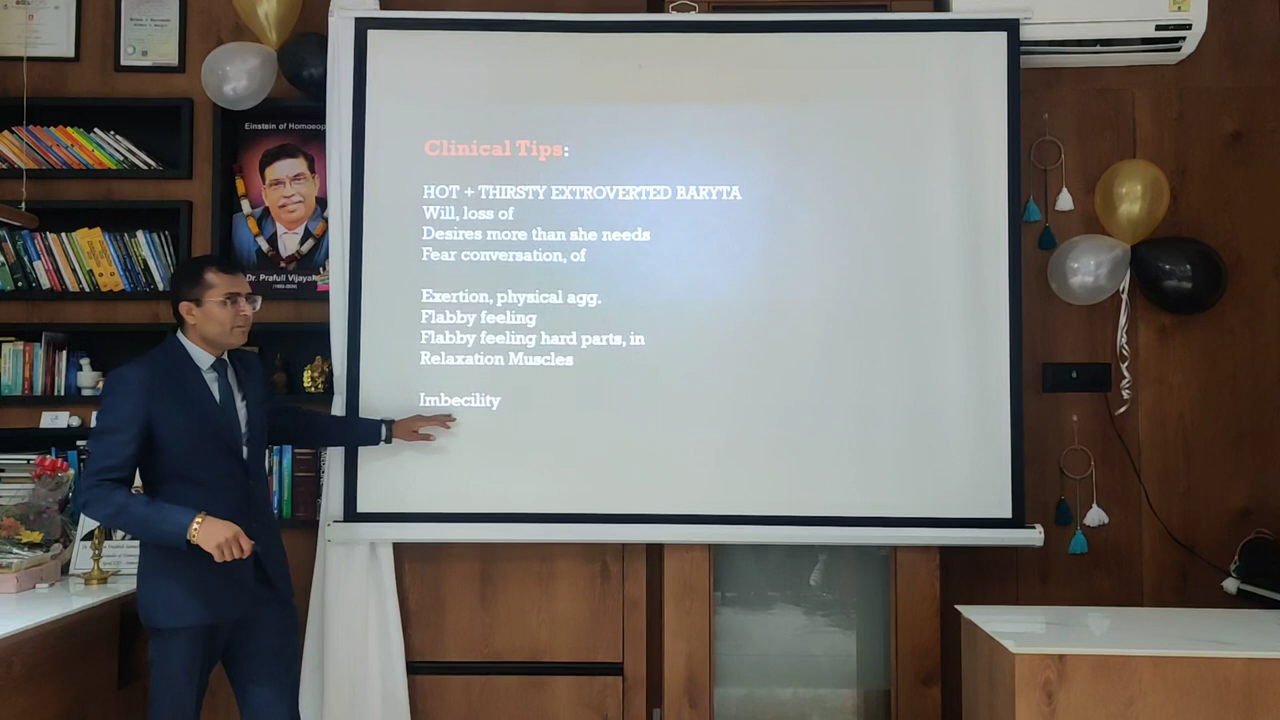 Einstein of Homoeop
Dr. Prafull Vijaya
Clinical Tips:
HOT + THIRSTY EXTROVERTED BARYTA
Will, loss of
Desires more than she needs
Fear conversation, of
Exertion, physical agg.
Flabby feeling
Flabby feeling hard parts, in
Relaxation Muscles
Imbecility